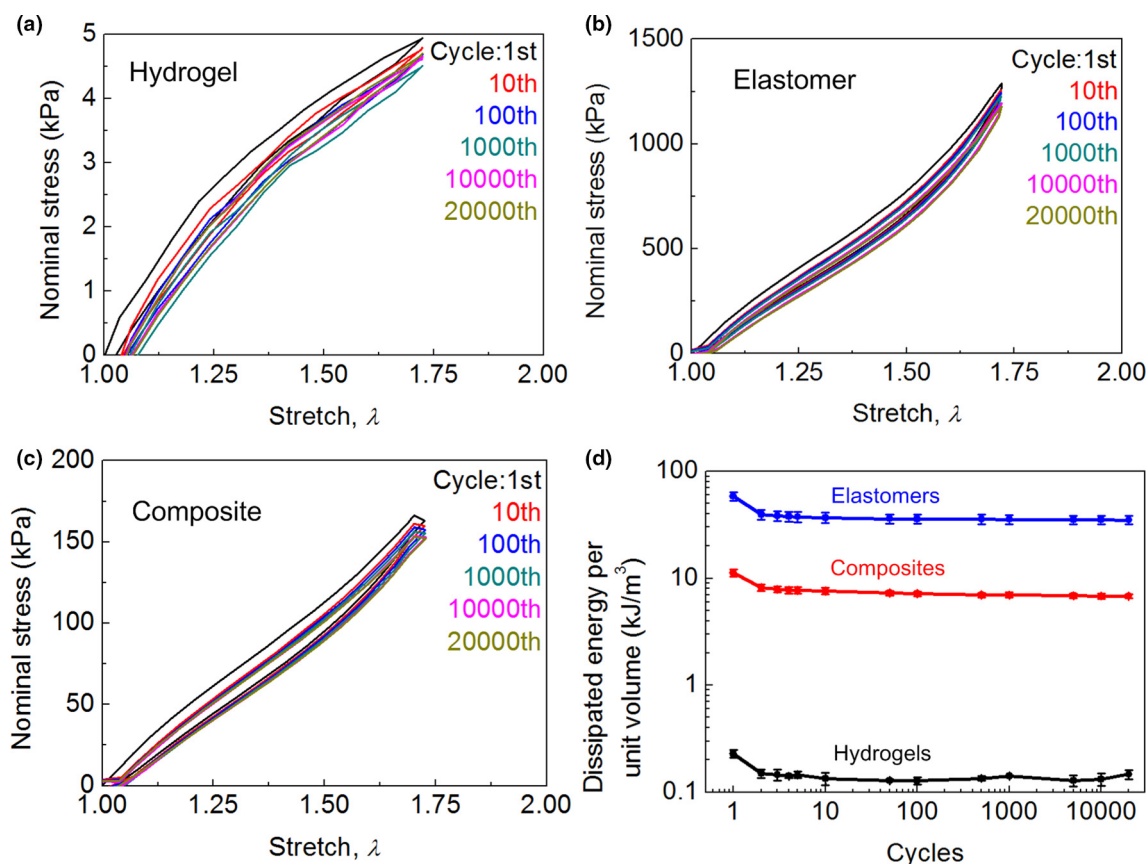 (a)
5
4
3
2
1
0
Nominal stress (kPa)
Hydrogel
Cycle:1st
10th
100th
1000th
10000th
20000th
1.00 1.25 1.50 1.75 2.00
Stretch, λ
(b)
1500
1000
500
250
0
Nominal stress (kPa)
Elastomer
Cycle:1st
10th
100th
1000th
10000th
20000th
1.00 1.25 1.50 1.75 2.00
Stretch, λ
(c)
200
150
100
50
0
Nominal stress (kPa)
Composite
Cycle:1st
10th
100th
1000th
10000th
20000th
1.00 1.25 1.50 1.75 2.00
Stretch, λ
(d)
100
10
1
0.1
Dissipated energy per
unit volume (kJ/m³)
Elastomers
Composites
Hydrogels
1 10 100 1000 10000
Cycles